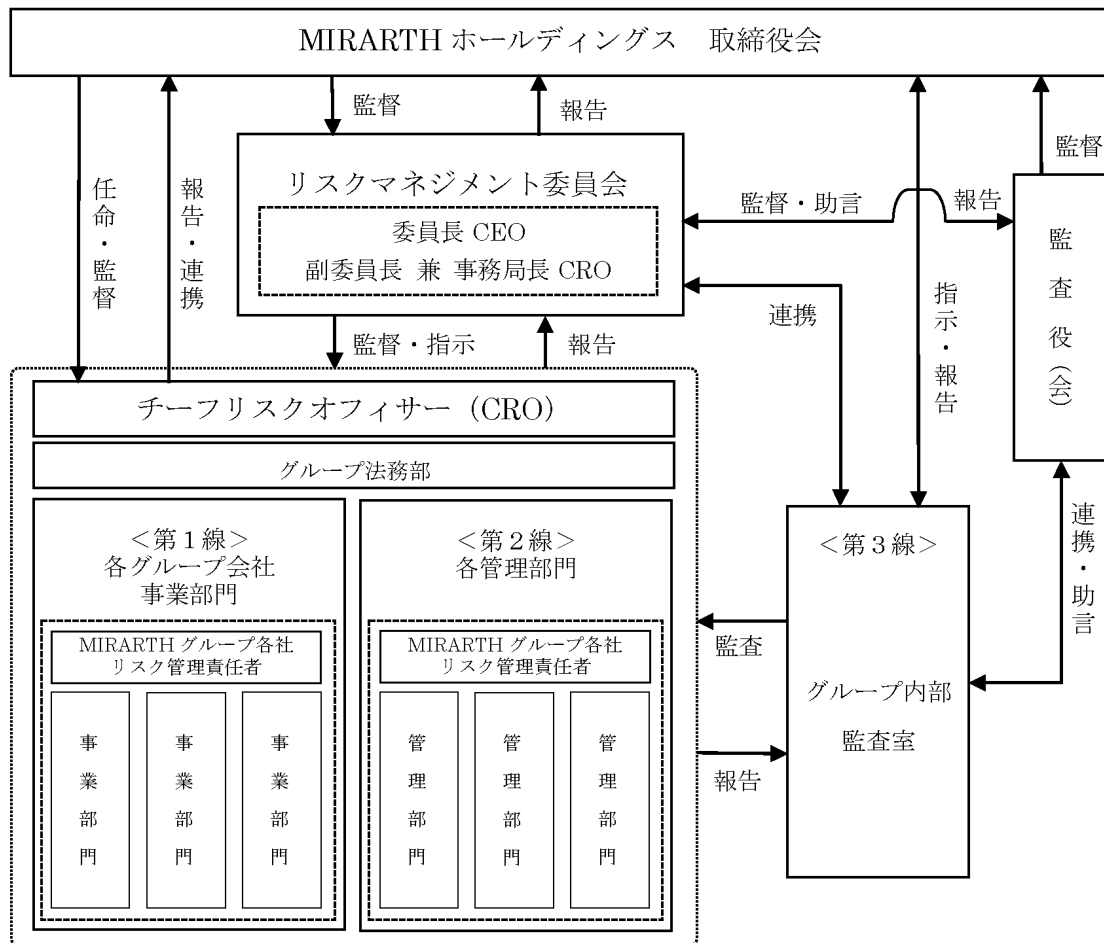 MIRARTH ホールディングス　取締役会
監督
報告
監督
任命・監督
報告・連携
リスクマネジメント委員会
委員長 CEO
副委員長 兼 事務局長 CRO
監督・助言
報告
監査役(会)
連携
指示・報告
監督・指示
報告
チーフリスクオフィサー（CRO）
グループ法務部
＜第１線＞
各グループ会社
事業部門
MIRARTH グループ各社
リスク管理責任者
事業部門
事業部門
事業部門
＜第２線＞
各管理部門
MIRARTH グループ各社
リスク管理責任者
管理部門
管理部門
管理部門
監査
報告
＜第３線＞
グループ内部
監査室
連携・助言